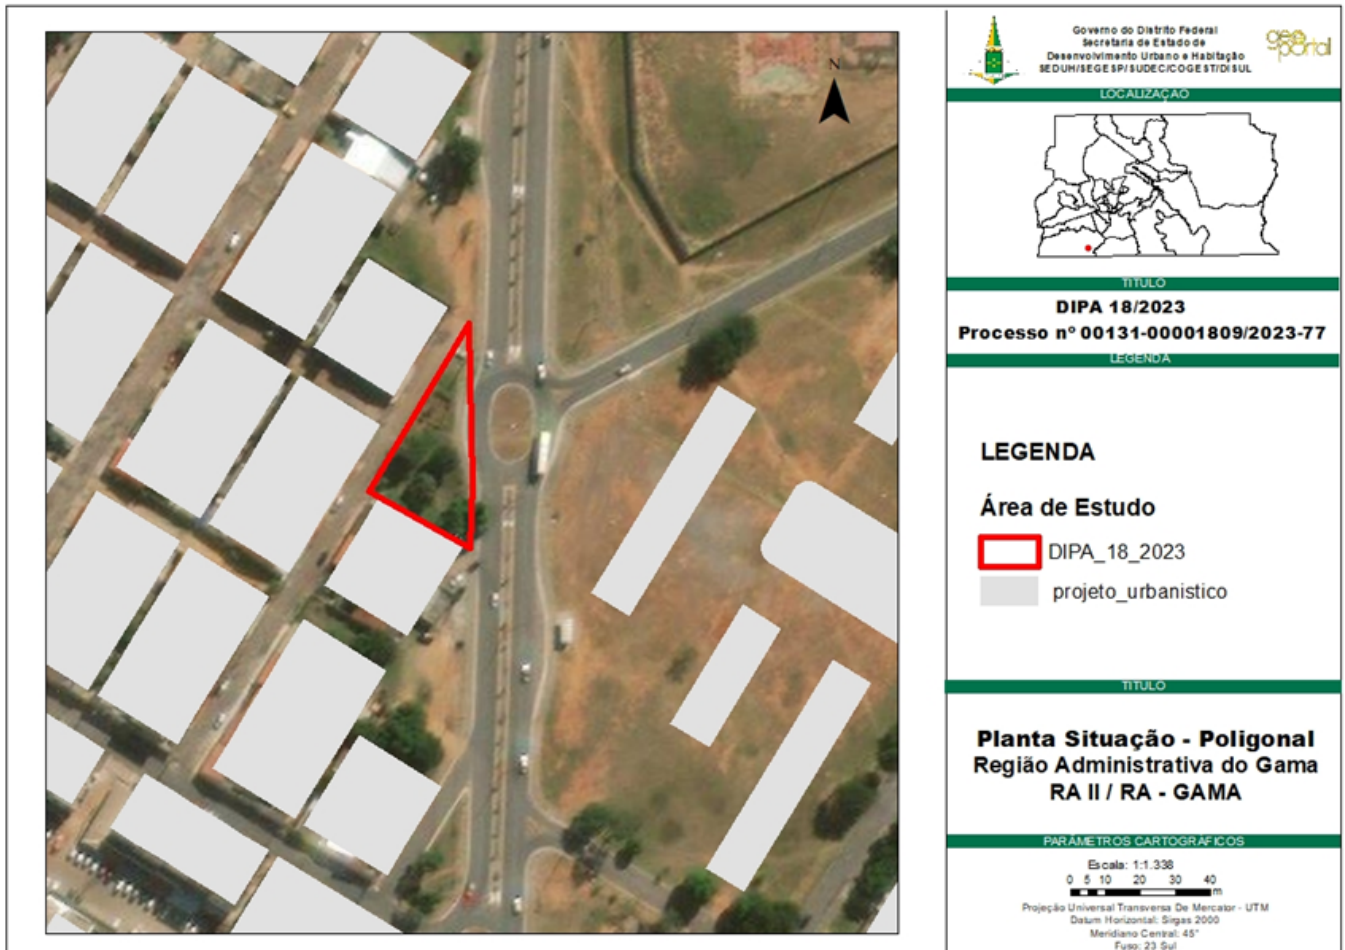 N
Governo do Distrito Federal
Secretaria de Estado de
Desenvolvimento Urbano e Habitação
SEDUH/SEGESP/SUDEC/COGEST/DISUL
geo
portal
LOCALIZAÇÃO
TITULO
DIPA 18/2023
Processo nº 00131-00001809/2023-77
LEGENDA
LEGENDA
Área de Estudo
DIPA_18_2023
projeto_urbanistico
TITULO
Planta Situação - Poligonal
Região Administrativa do Gama
RA II / RA - GAMA
PARÂMETROS CARTOGRÁFICOS
Escala: 1:1.338
0 5 10 20 30 40
m
Projeção Universal Transversa De Mercator - UTM
Datum Horizontal: Sirgas 2000
Meridiano Central: 45°
Fuso: 23 Sul